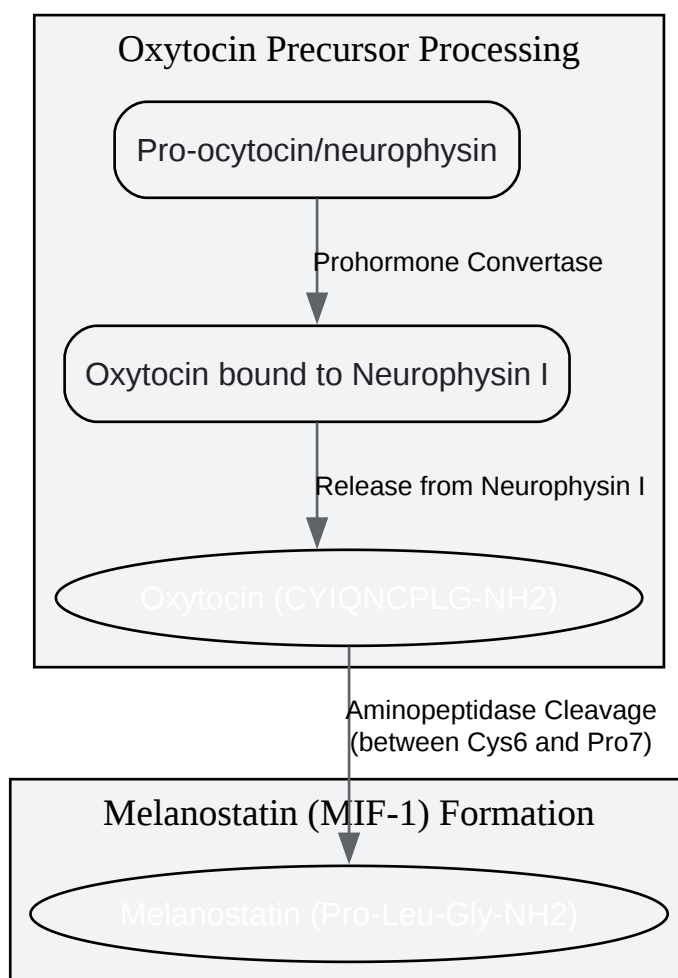 Oxytocin Precursor Processing
Pro-ocytocin/neurophysin
Prohormone Convertase
Oxytocin bound to Neurophysin I
Release from Neurophysin I
Oxytocin (CYIQNCPLG-NH2)
Aminopeptidase Cleavage
(between Cys6 and Pro7)
Melanostatin (MIF-1) Formation
Melanostatin (Pro-Leu-Gly-NH2)